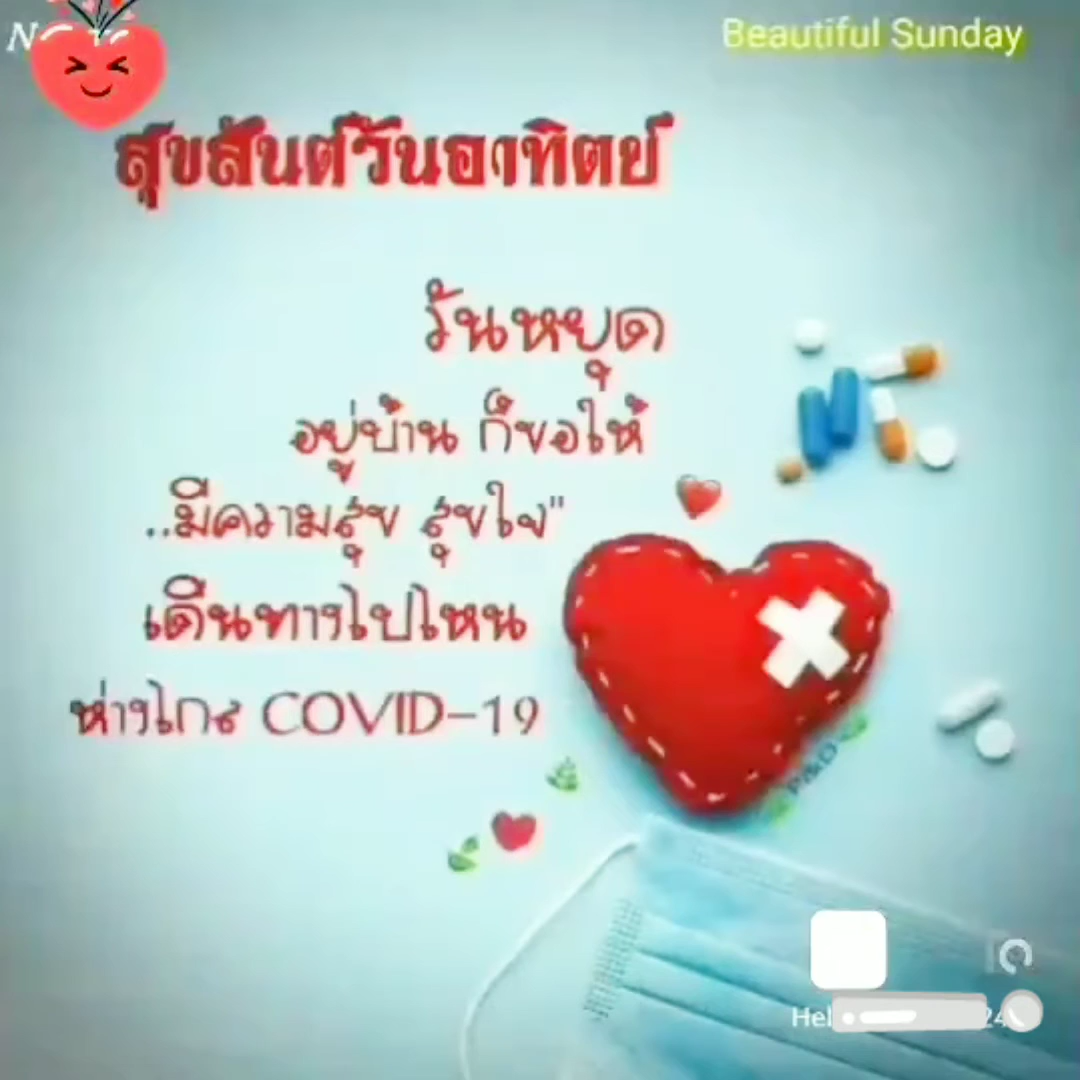 Beautiful Sunday
สุขสันต์วันอาทิตย์
วันหยุด
อยู่บ้าน ก็ขอให้
..มีความสุข สุขใจ"
เดินทางไปไหน
ห่างไกล COVID-19
P&O